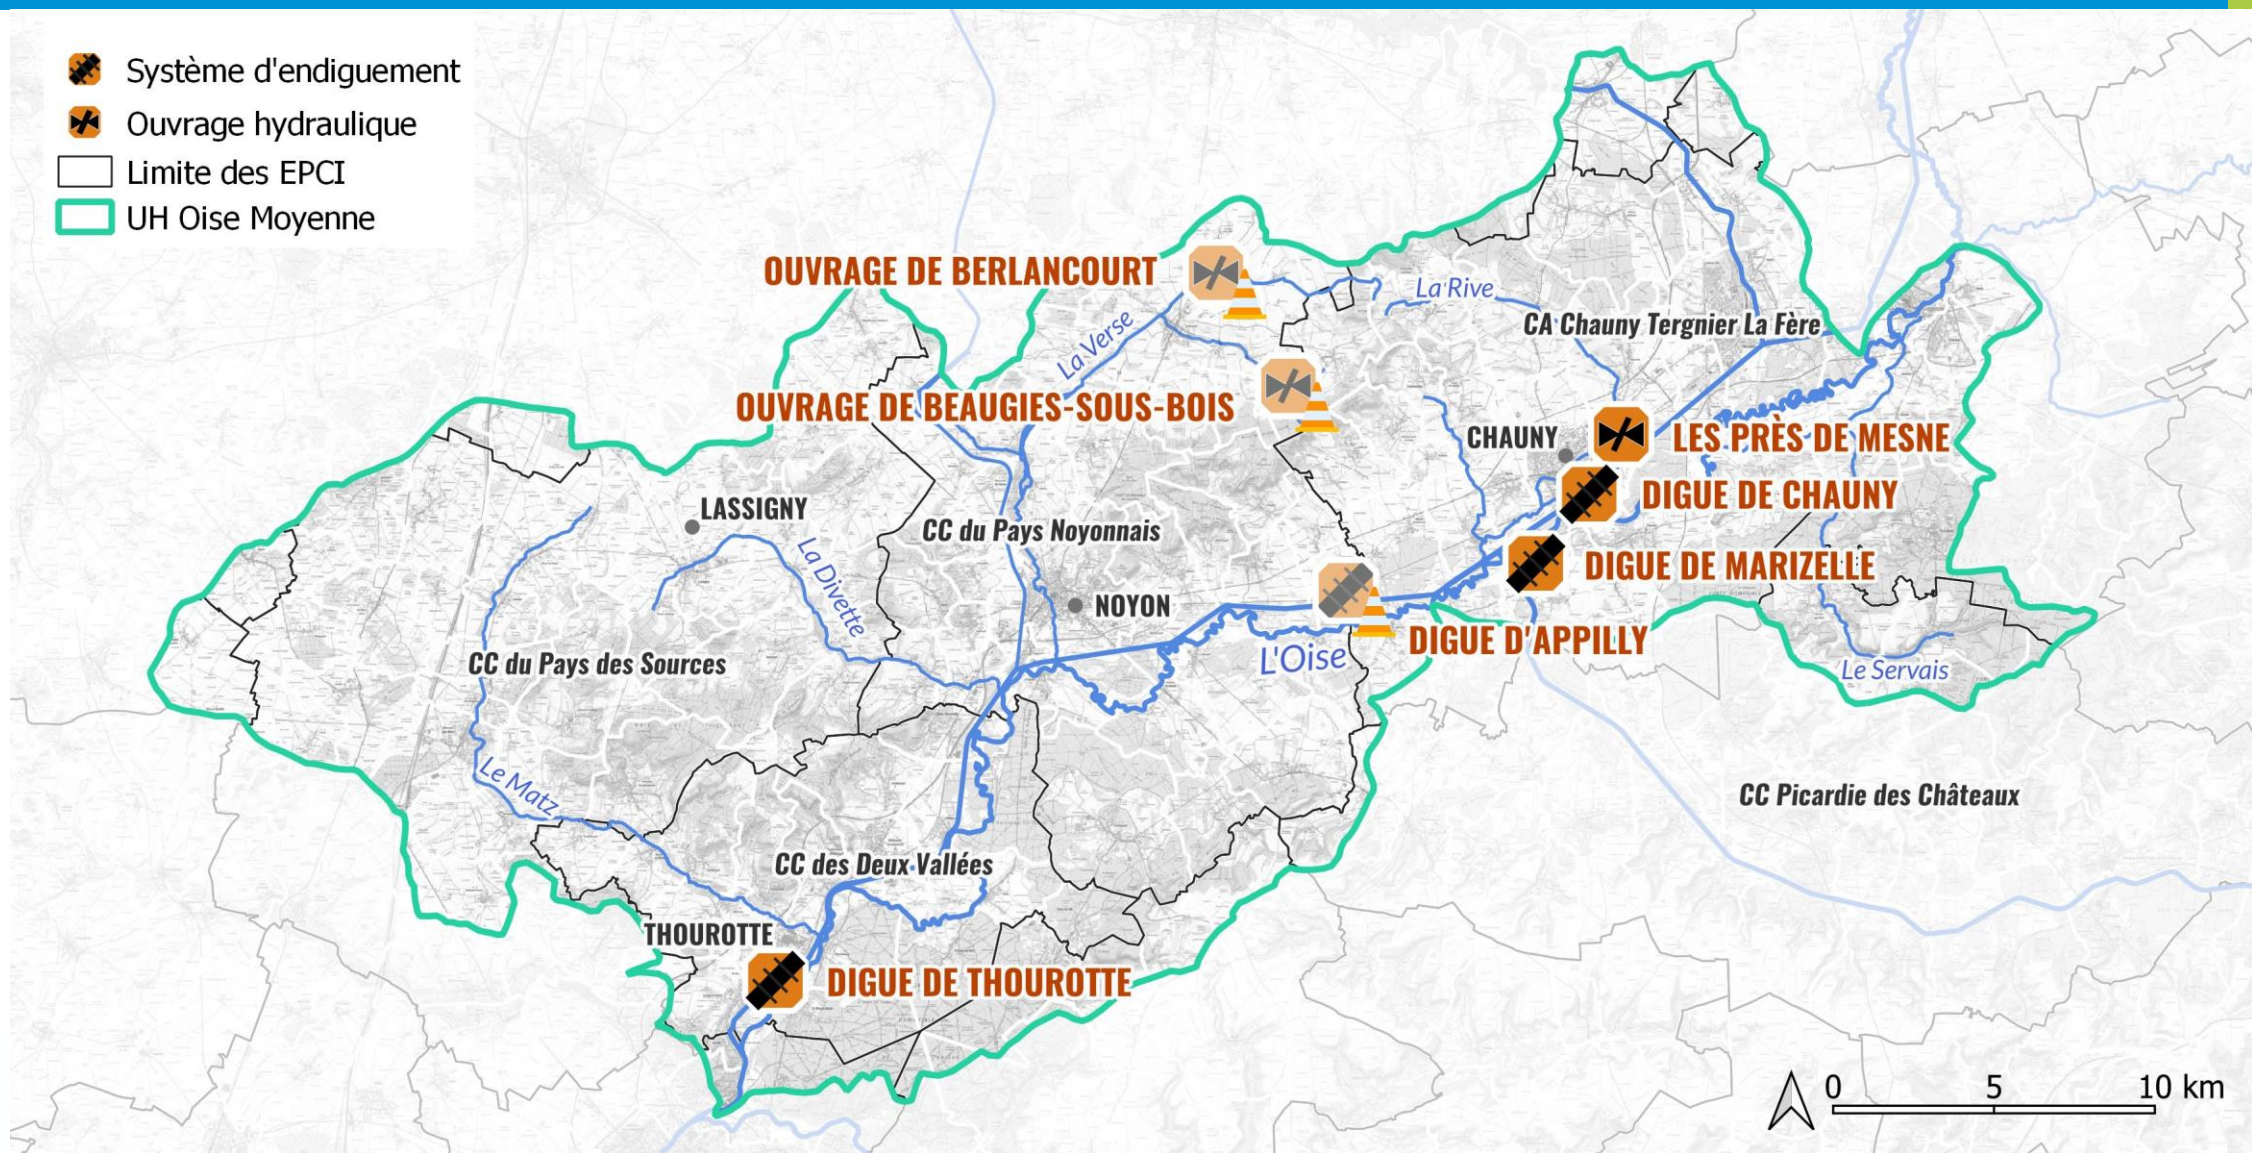 Système d'endiguement
Ouvrage hydraulique
Limite des EPCI
UH Oise Moyenne
OUVRAGE DE BERLANCOURT
La Rive
La Verse
CA Chauny Tergnier La Fère
OUVRAGE DE BEAUGIES-SOUS-BOIS
CHAUNY
LES PRÈS DE MESNE
LASSIGNY
DIGUE DE CHAUNY
CC du Pays Noyonnais
La Divette
DIGUE DE MARIZELLE
NOYON
DIGUE D'APPILLY
L'Oise
CC du Pays des Sources
Le Servais
Le Matz
CC Picardie des Châteaux
CC des Deux Vallées
THOUROTTE
DIGUE DE THOUROTTE
0 5 10 km